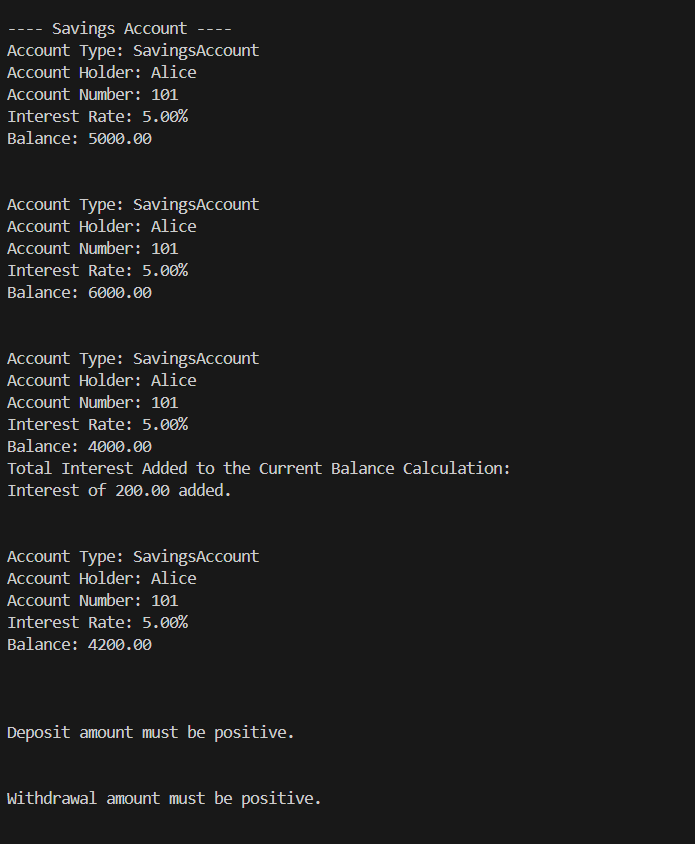 ---- Savings Account ----
Account Type: SavingsAccount
Account Holder: Alice
Account Number: 101
Interest Rate: 5.00%
Balance: 5000.00
Account Type: SavingsAccount
Account Holder: Alice
Account Number: 101
Interest Rate: 5.00%
Balance: 6000.00
Account Type: SavingsAccount
Account Holder: Alice
Account Number: 101
Interest Rate: 5.00%
Balance: 4000.00
Total Interest Added to the Current Balance Calculation:
Interest of 200.00 added.
Account Type: SavingsAccount
Account Holder: Alice
Account Number: 101
Interest Rate: 5.00%
Balance: 4200.00
Deposit amount must be positive.
Withdrawal amount must be positive.